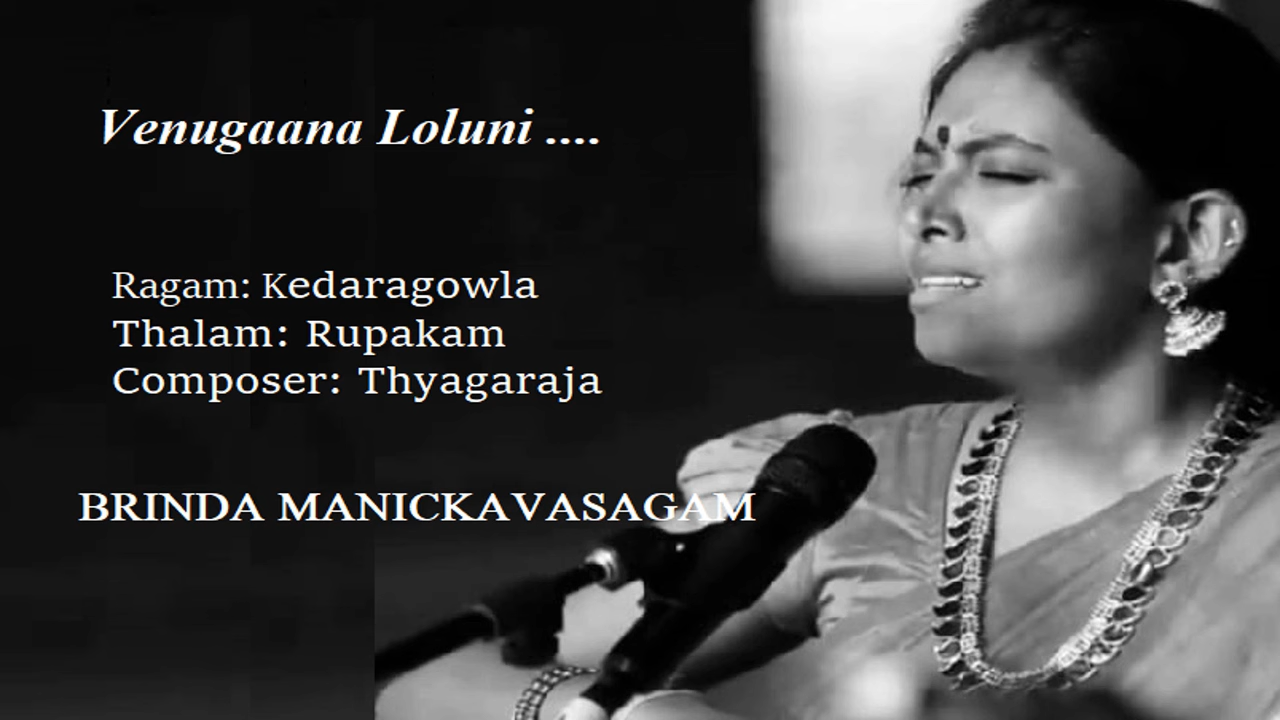 Venugaana Loluni ....
Ragam: Kedaragowla
Thalam: Rupakam
Composer: Thyagaraja
BRINDA MANICKAVASAGAM